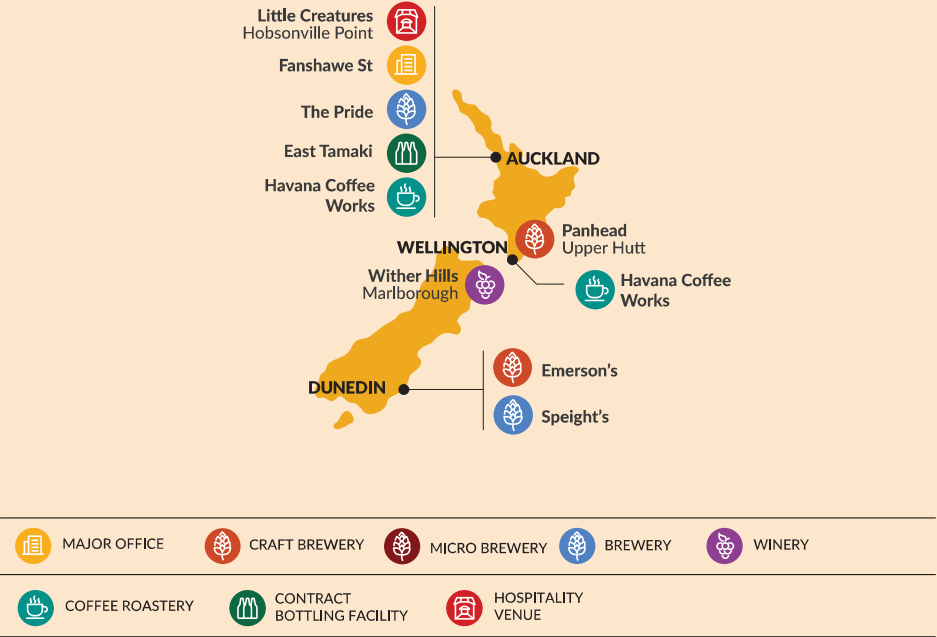 Little Creatures
Hobsonville Point
Fanshawe St
The Pride
East Tamaki
Havana Coffee
Works
AUCKLAND
Panhead
Upper Hutt
WELLINGTON
Wither Hills
Marlborough
Havana Coffee
Works
DUNEDIN
Emerson's
Speight's
MAJOR OFFICE
CRAFT BREWERY
MICRO BREWERY
BREWERY
WINERY
COFFEE ROASTERY
CONTRACT
BOTTLING FACILITY
HOSPITALITY
VENUE